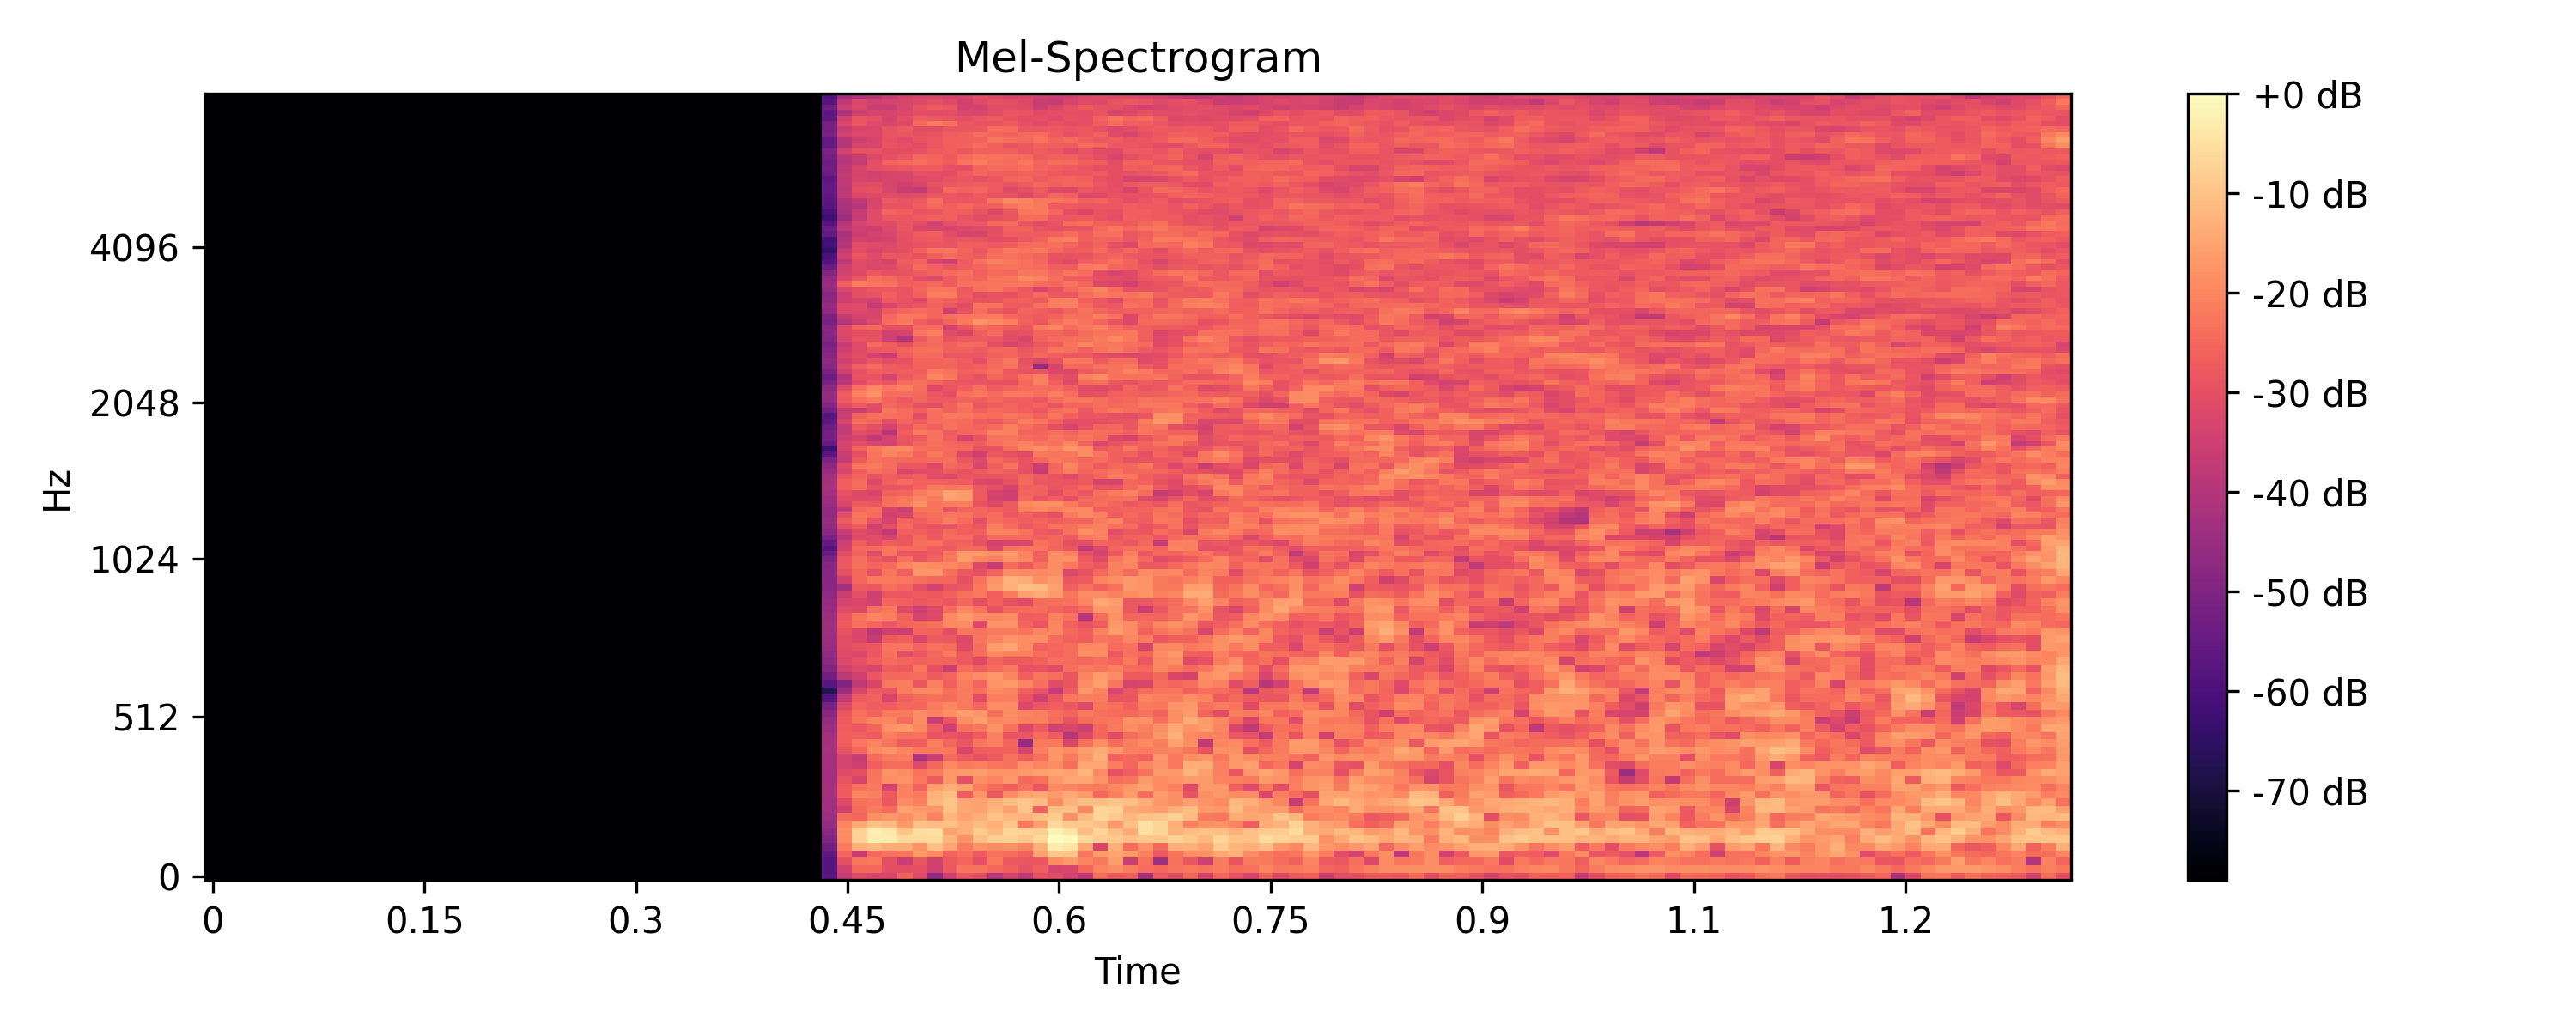 Mel-Spectrogram
+0 dB
-10 dB
-20 dB
-30 dB
-40 dB
-50 dB
-60 dB
-70 dB
Hz
4096
2048
1024
512
0
0 0.15 0.3 0.45 0.6 0.75 0.9 1.1 1.2
Time